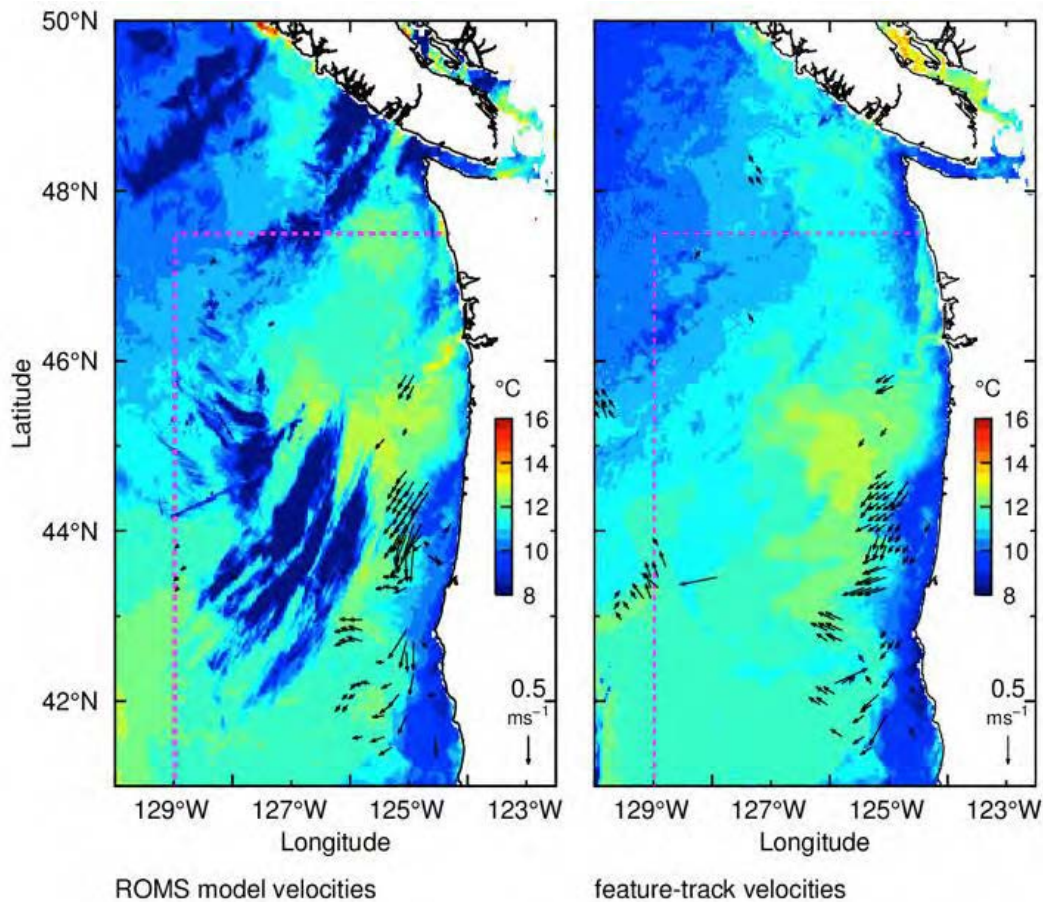 50°N
48°N
46°N
44°N
42°N
Latitude
°C
16
14
12
10
8
0.5
ms⁻¹
129°W 127°W 125°W 123°W
Longitude
ROMS model velocities
°C
16
14
12
10
8
0.5
ms⁻¹
129°W 127°W 125°W 123°W
Longitude
feature-track velocities